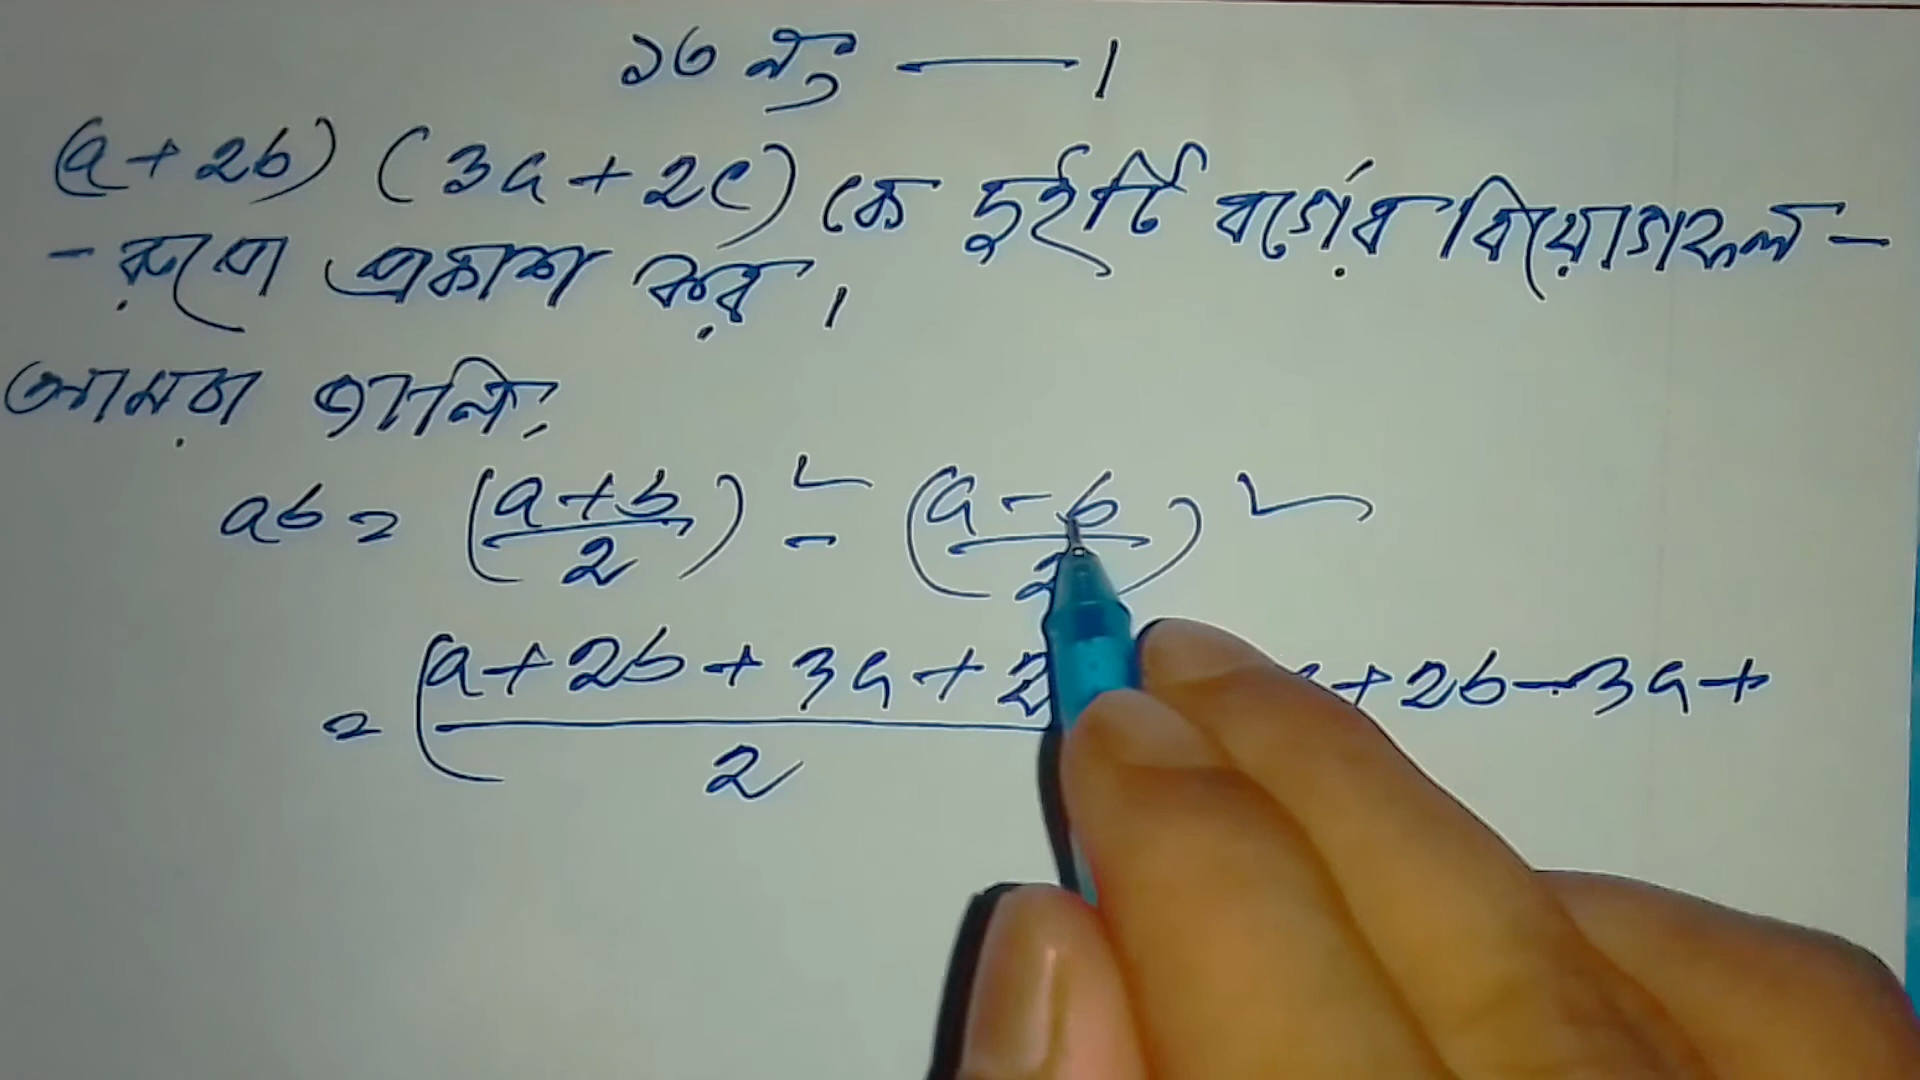 ১৩ নং — ।
(a+2b) (3a+2c) কে দুইটি বর্গের বিয়োগফল-
-রূপে প্রকাশ কর।
আমরা জানি,
ab = (a+b/2)² - (a-b/2)²
= (a+2b+3a+2 +2b-3a+
2